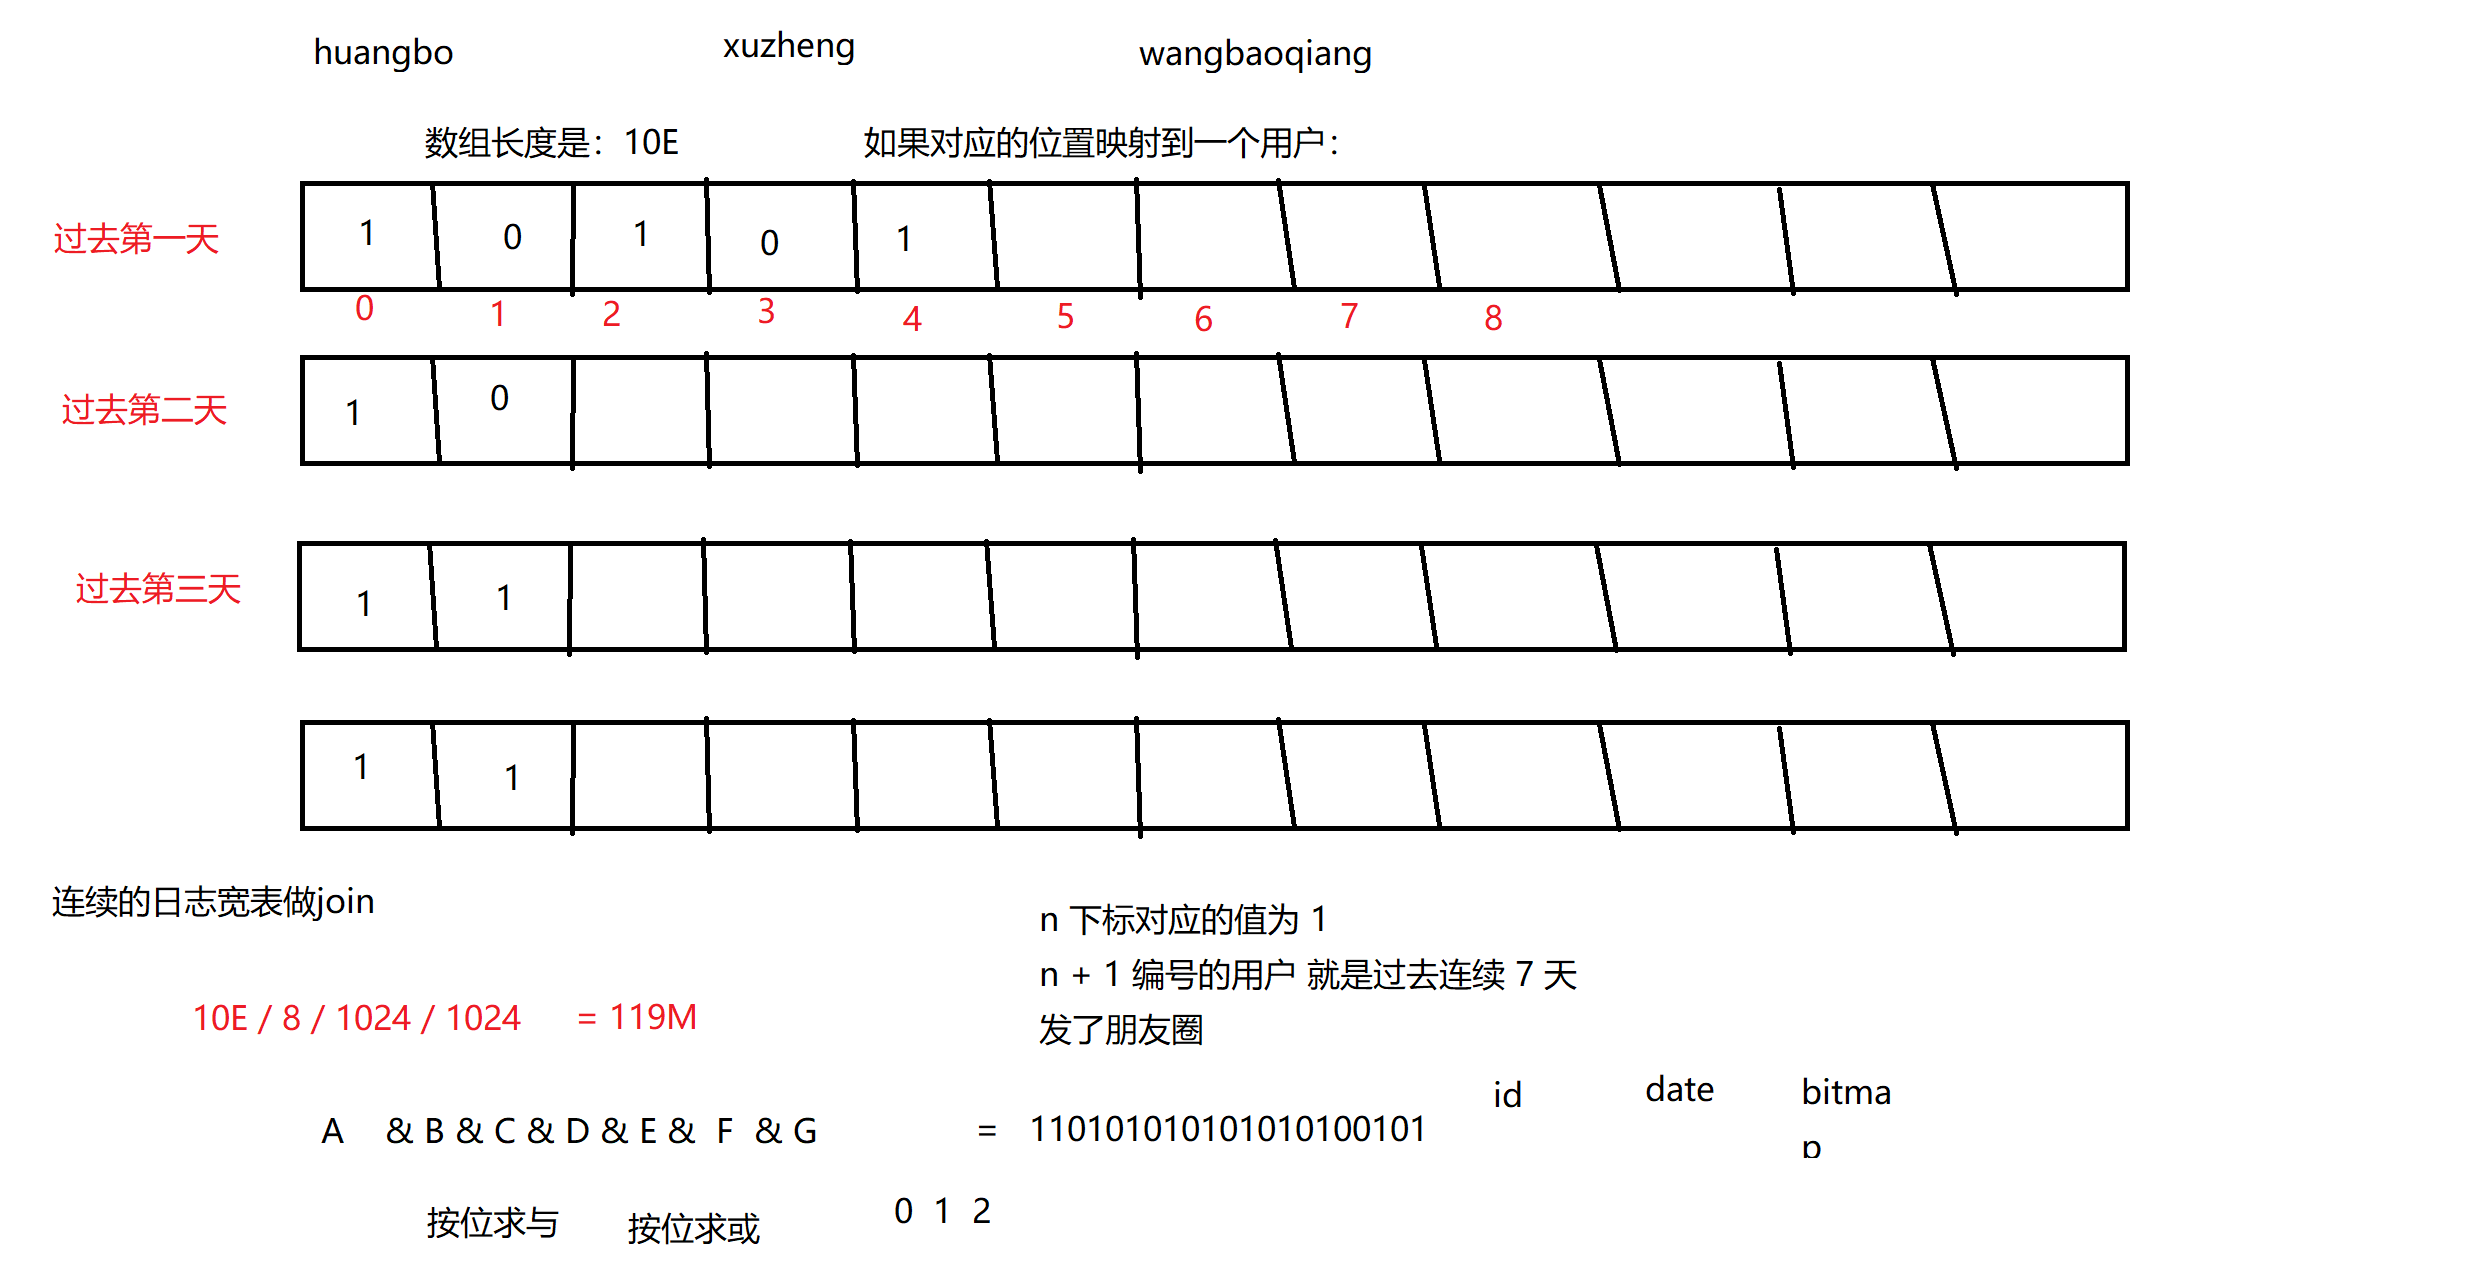 huangbo xuzheng wangbaoqiang
数组长度是：10E 如果对应的位置映射到一个用户：
过去第一天 1 0 1 0 1
0 1 2 3 4 5 6 7 8
过去第二天 1 0
过去第三天 1 1
1 1
连续的日志宽表做join
n 下标对应的值为 1
n + 1 编号的用户 就是过去连续 7 天
发了朋友圈
10E / 8 / 1024 / 1024 = 119M
id date bitma
p
A & B & C & D & E & F & G = 110101010101010100101
按位求与 按位求或 0 1 2